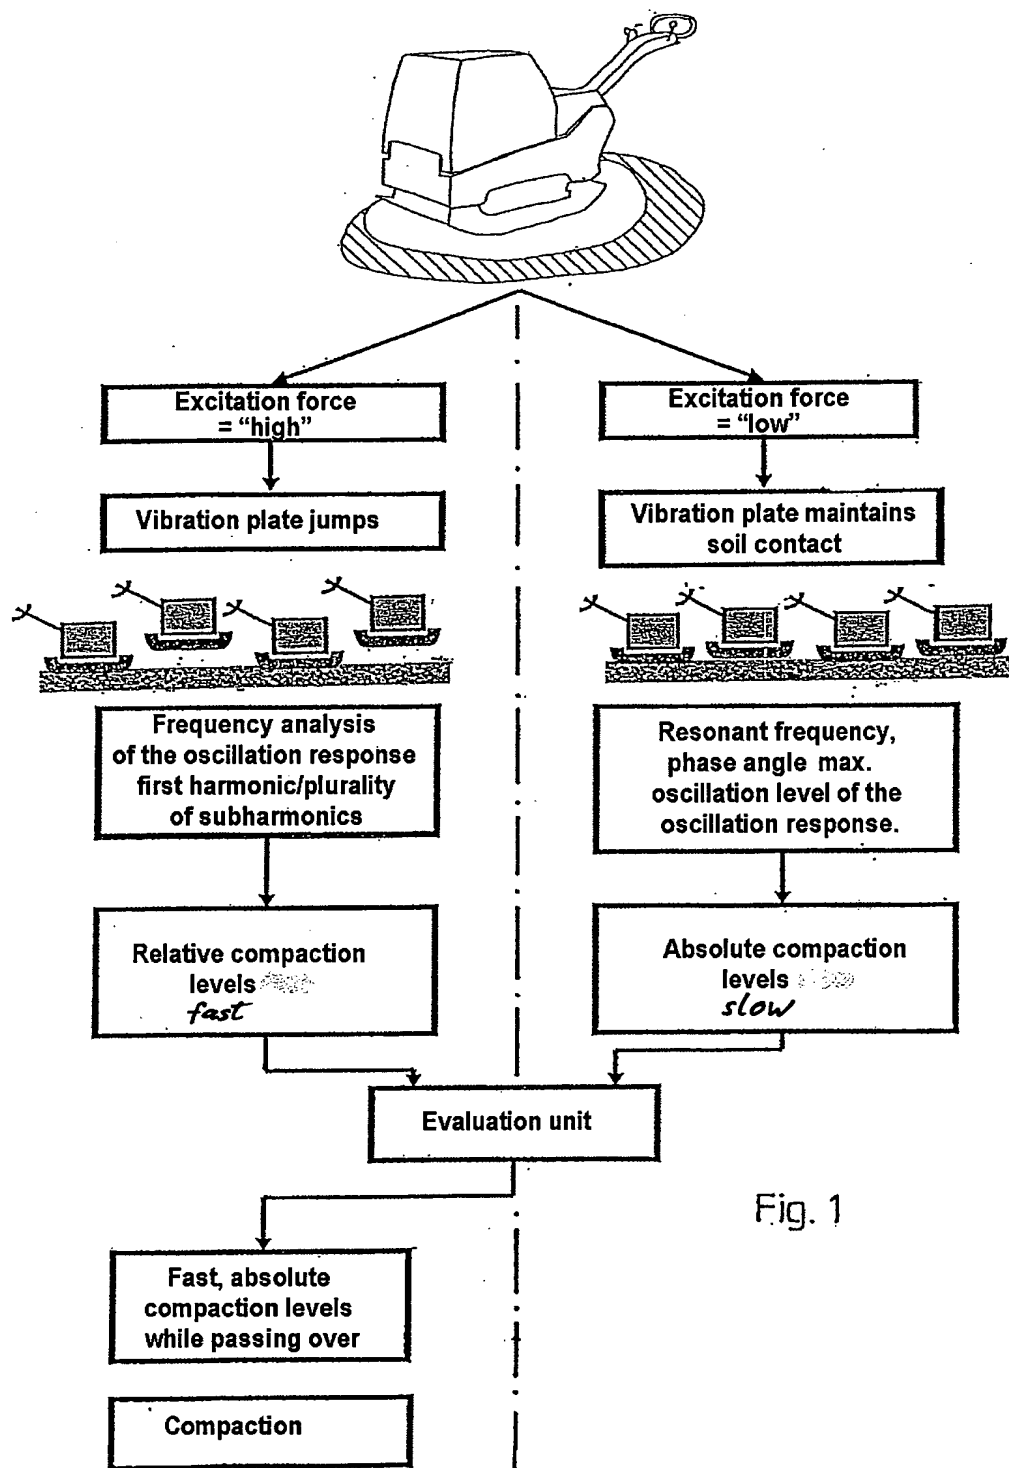 Excitation force
= “high”
Excitation force
= “low”
Vibration plate jumps
Vibration plate maintains
soil contact
Frequency analysis
of the oscillation response
first harmonic/plurality
of subharmonics
Resonant frequency,
phase angle max.
oscillation level of the
oscillation response.
Relative compaction
levels
fast
Absolute compaction
levels
slow
Evaluation unit
Fig. 1
Fast, absolute
compaction levels
while passing over
Compaction